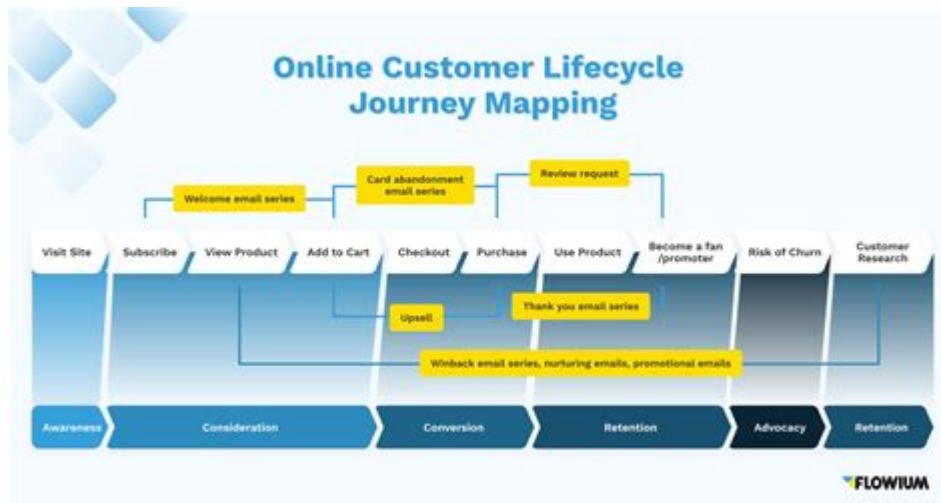 Online Customer Lifecycle
Journey Mapping
Card abandonment
email series
Review request
Welcome email series
Visit Site
Subscribe
View Product
Add to Cart
Checkout
Purchase
Use Product
Become a fan
/promoter
Risk of Churn
Customer
Research
Upsell
Thank you email series
Winback email series, nurturing emails, promotional emails
Awareness
Consideration
Conversion
Retention
Advocacy
Retention
FLOWIUM